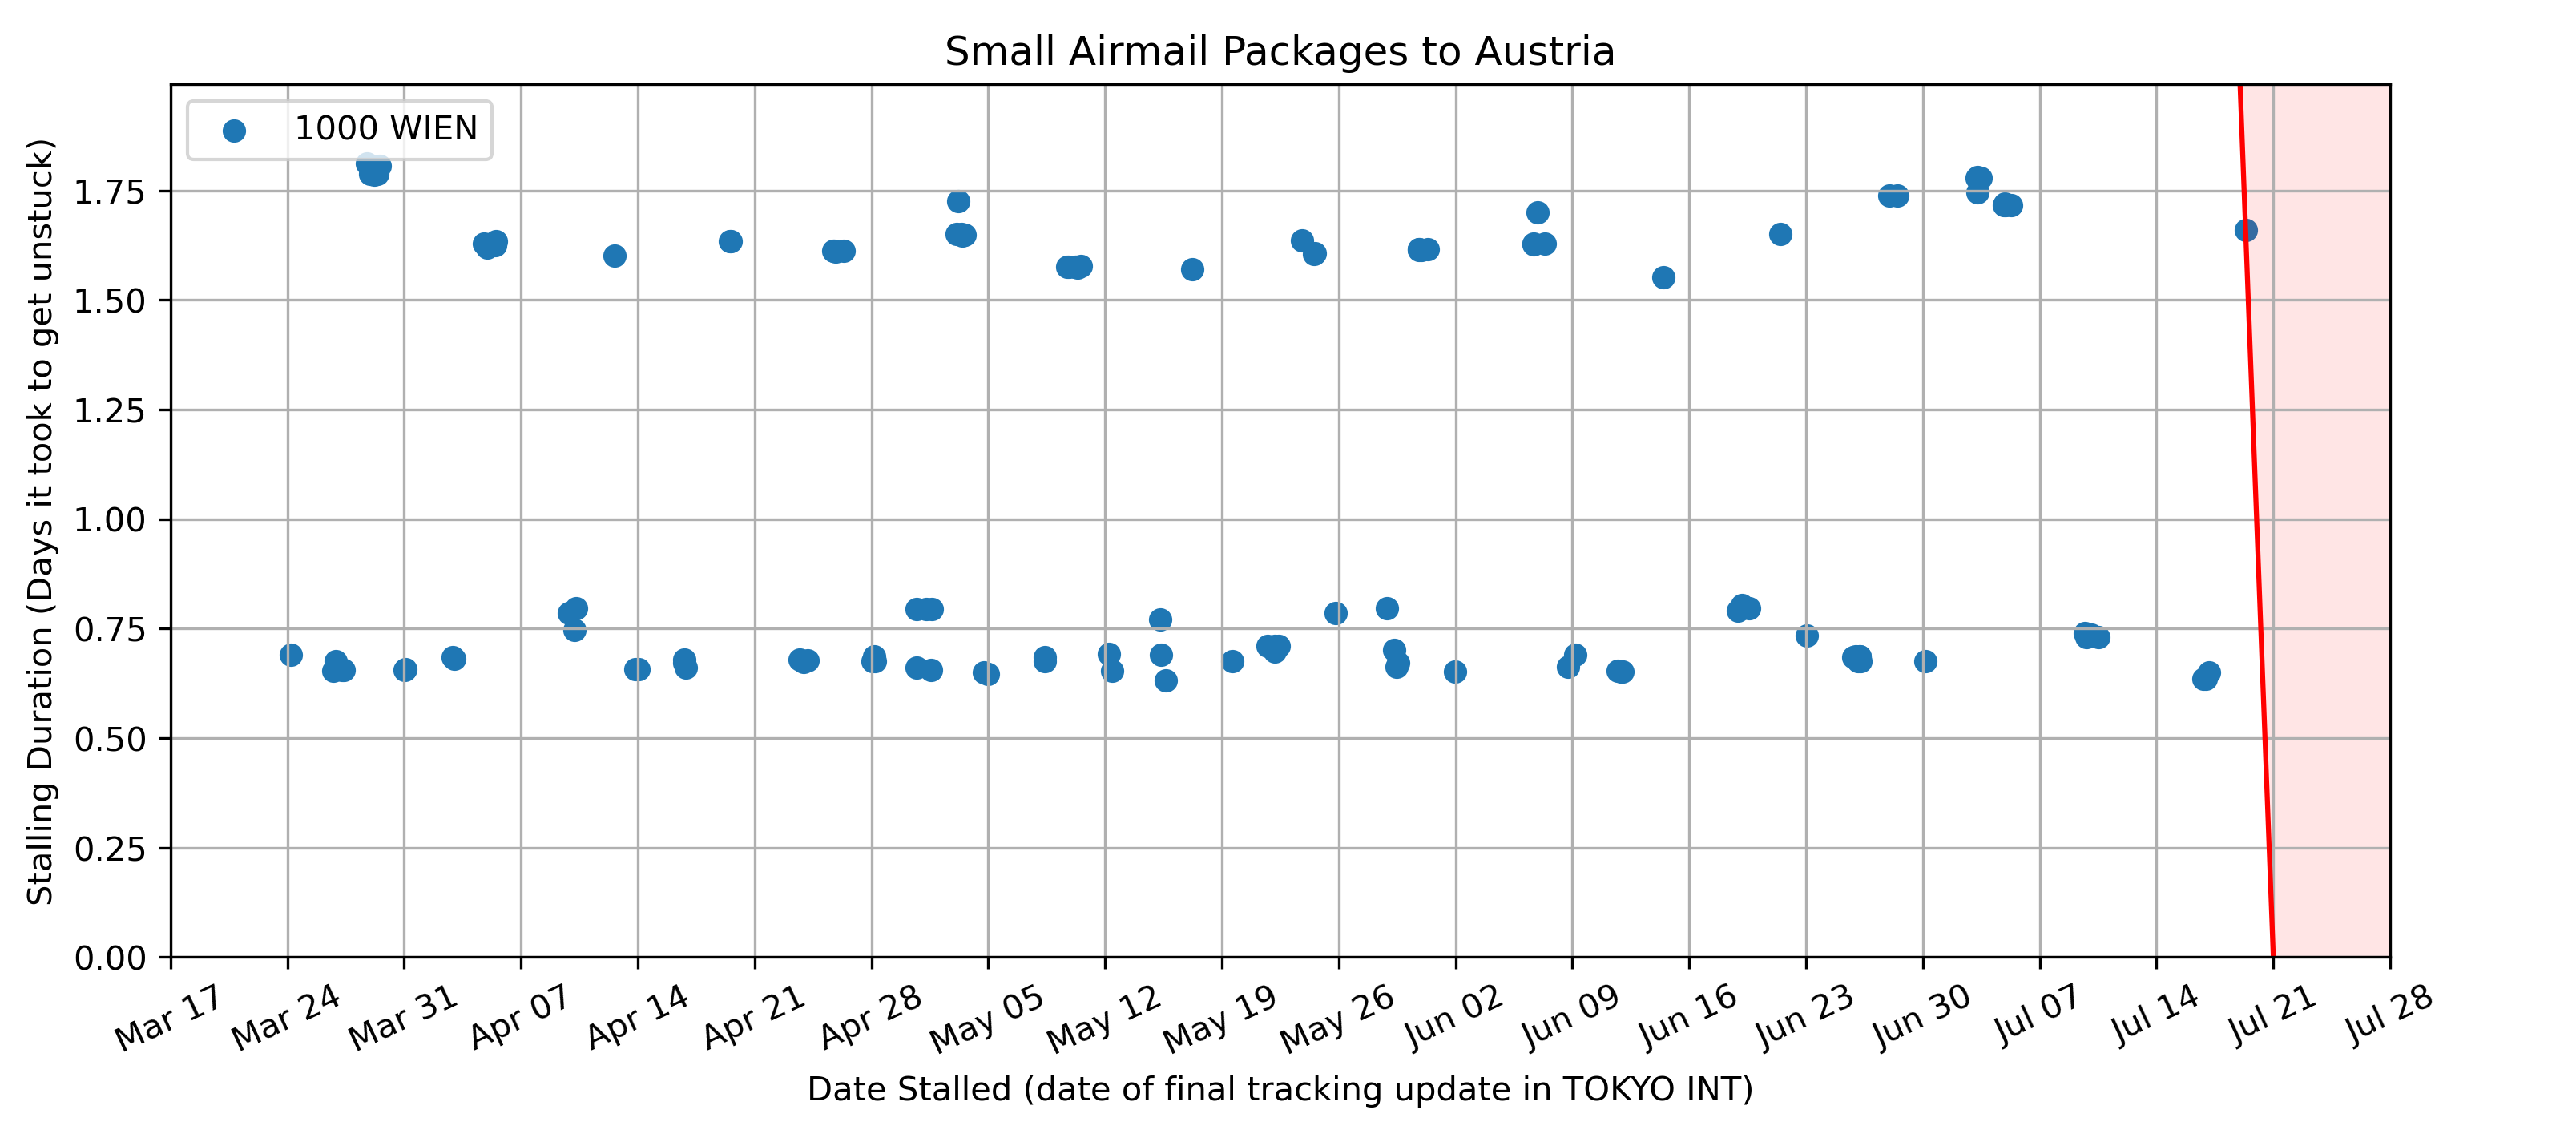 Small Airmail Packages to Austria
1000 WIEN
Stalling Duration (Days it took to get unstuck)
1.75
1.50
1.25
1.00
0.75
0.50
0.25
0.00
Mar 17
Mar 24
Mar 31
Apr 07
Apr 14
Apr 21
Apr 28
May 05
May 12
May 19
May 26
Jun 02
Jun 09
Jun 16
Jun 23
Jun 30
Jul 07
Jul 14
Jul 21
Jul 28
Date Stalled (date of final tracking update in TOKYO INT)